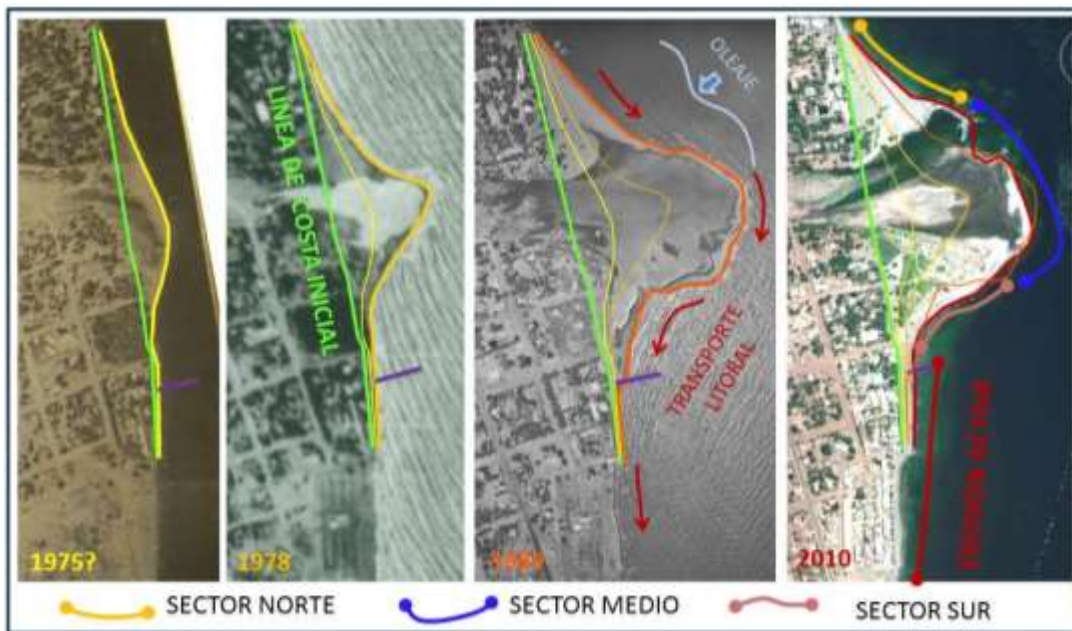 LINEA DE COSTA INICIAL
OLEAJE
TRANSPORTE
LITORAL
1975?
1978
2010
SECTOR NORTE
SECTOR MEDIO
SECTOR SUR